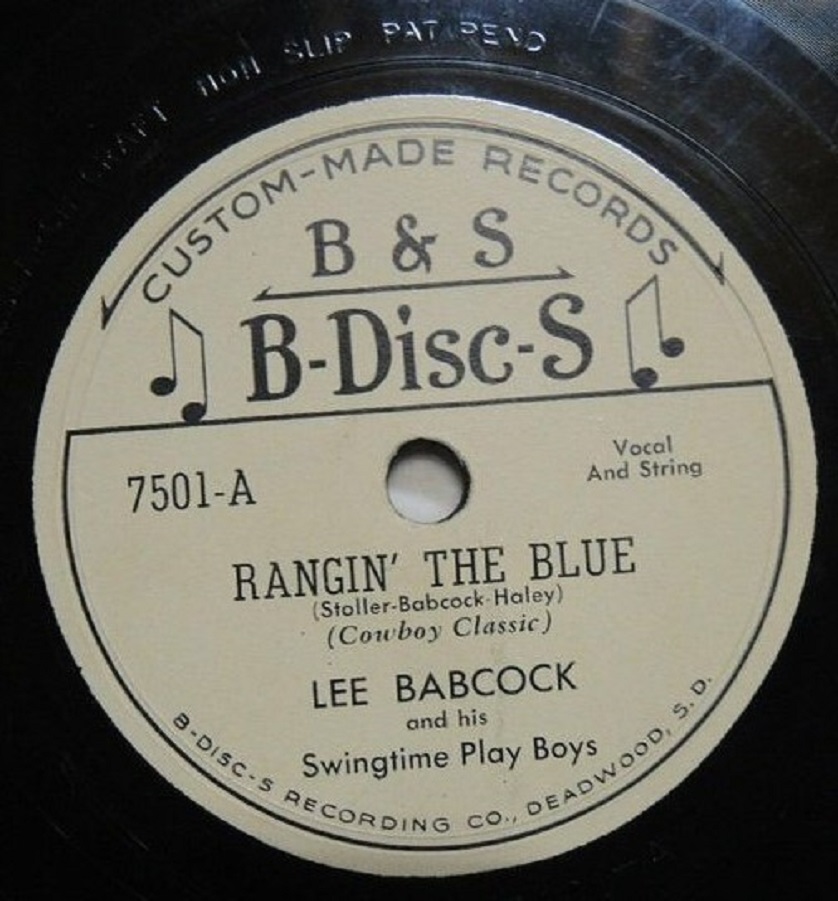 NON SLIP PAT PEND
CUSTOM-MADE RECORDS
B & S
B-Disc-S
7501-A
Vocal
And String
RANGIN' THE BLUE
(Stoller-Babcock-Haley)
(Cowboy Classic)
LEE BABCOCK
and his
Swingtime Play Boys
B-DISC-S RECORDING CO., DEADWOOD, S.D.